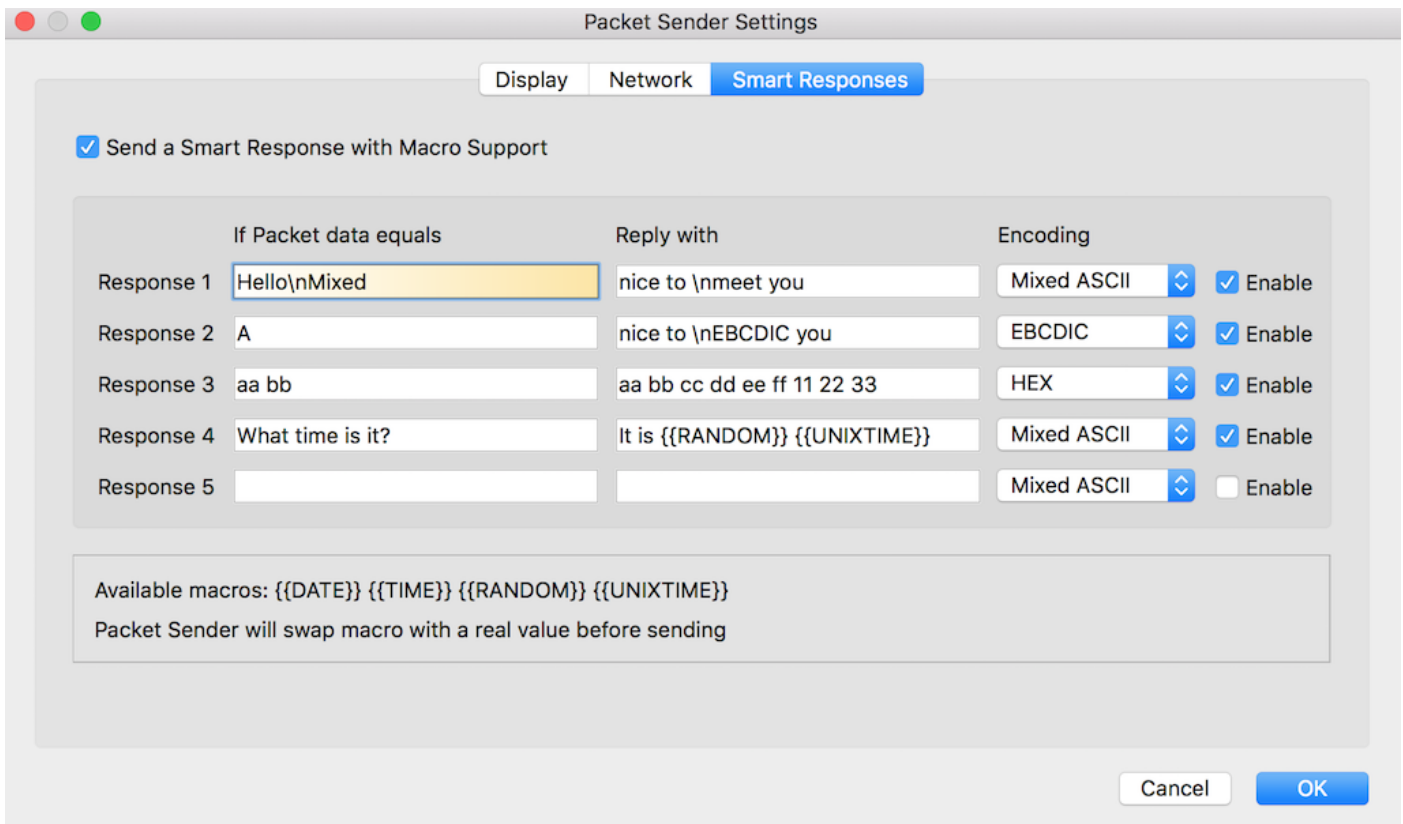 Packet Sender Settings
Display Network Smart Responses
Send a Smart Response with Macro Support
If Packet data equals Reply with Encoding
Response 1 Hello\nMixed nice to \nmeet you Mixed ASCII Enable
Response 2 A nice to \nEBCDIC you EBCDIC Enable
Response 3 aa bb aa bb cc dd ee ff 11 22 33 HEX Enable
Response 4 What time is it? It is {{RANDOM}} {{UNIXTIME}} Mixed ASCII Enable
Response 5 Mixed ASCII Enable
Available macros: {{DATE}} {{TIME}} {{RANDOM}} {{UNIXTIME}}
Packet Sender will swap macro with a real value before sending
Cancel OK